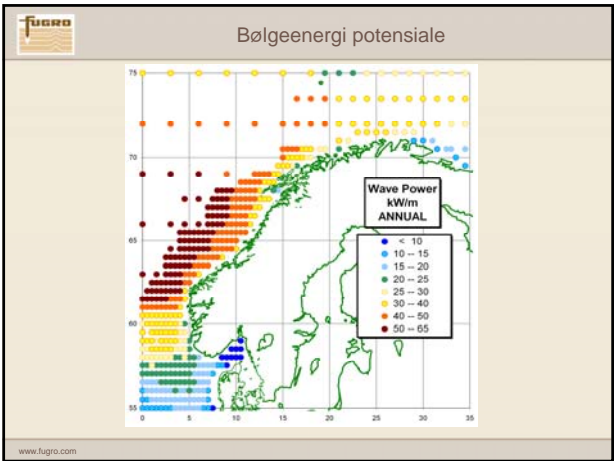 fugro
Bølgeenergi potensiale
75
70
65
60
55
0 5 10 15 20 25 30 35
Wave Power
kW/m
ANNUAL
< 10
10 -- 15
15 -- 20
20 -- 25
25 -- 30
30 -- 40
40 -- 50
50 -- 65
www.fugro.com